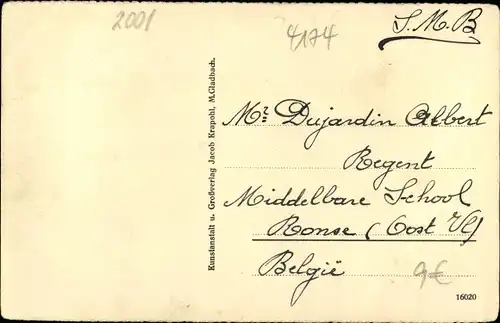 2001
4174
S.M.B
Mr Dujardin Albert
Regent
Middelbare School
Ronse (Oost Vl)
België
9€
Kunstanstalt u. Großverlag Jacob Krapohl, M.Gladbach.
16020